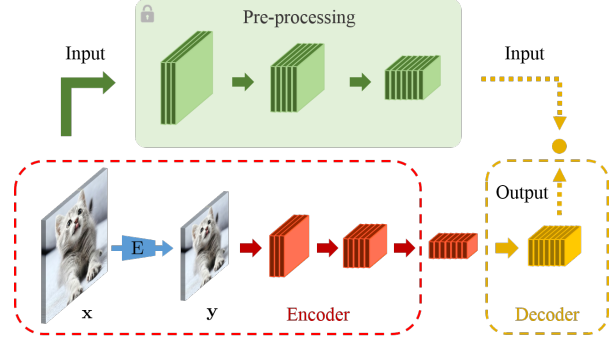 Pre-processing
Input
Input
E
Output
x
y
Encoder
Decoder